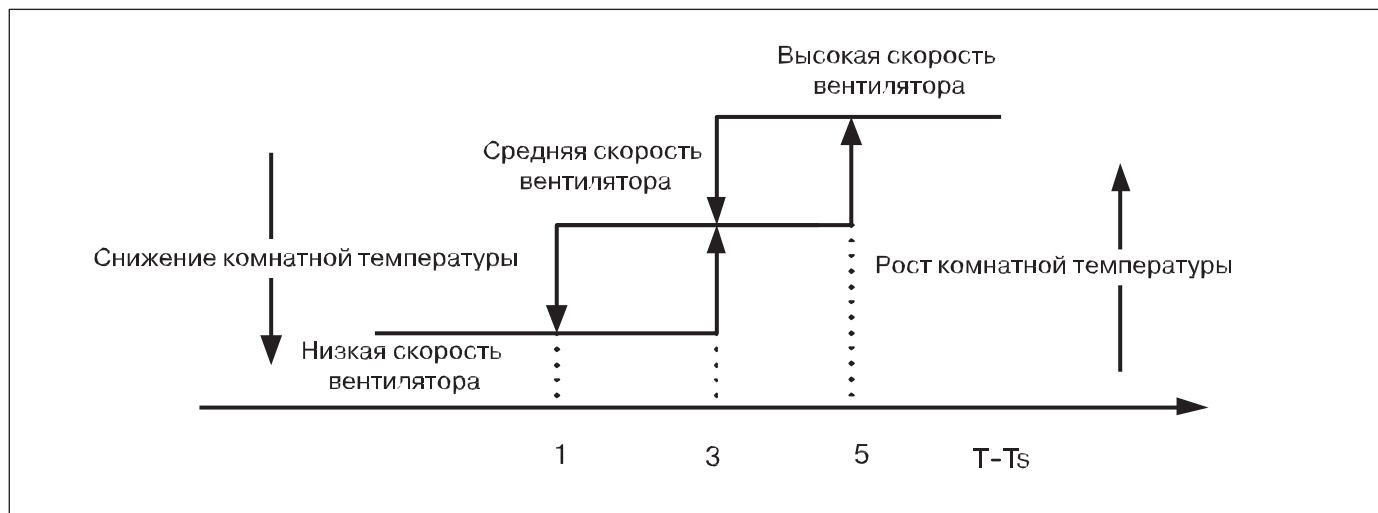 Высокая скорость
вентилятора
Средняя скорость
вентилятора
Снижение комнатной температуры
Рост комнатной температуры
Низкая скорость
вентилятора
1 3 5 T-Ts